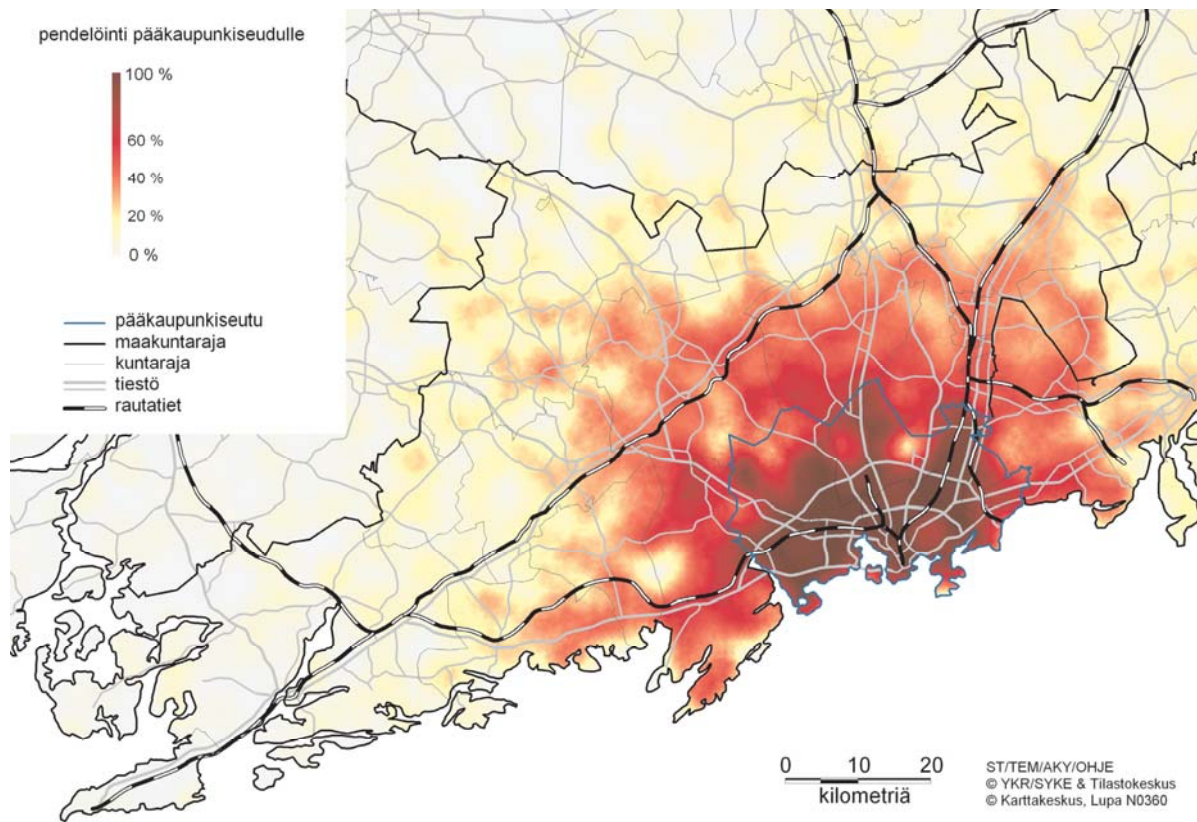 pendelöinti pääkaupunkiseudulle
100 %
60 %
40 %
20 %
0 %
pääkaupunkiseutu
maakuntaraja
kuntaraja
tiestö
rautatiet
0 10 20
kilometriä
ST/TEM/AKY/OHJE
© YKR/SYKE & Tilastokeskus
© Karttakeskus, Lupa N0360